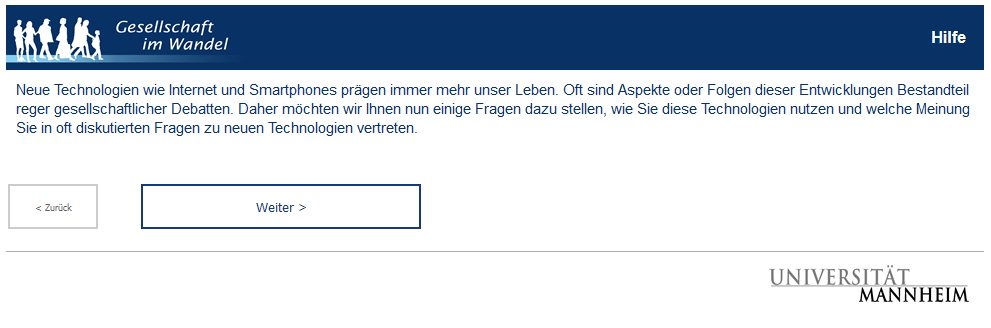 Gesellschaft
im Wandel
Hilfe
Neue Technologien wie Internet und Smartphones prägen immer mehr unser Leben. Oft sind Aspekte oder Folgen dieser Entwicklungen Bestandteil
reger gesellschaftlicher Debatten. Daher möchten wir Ihnen nun einige Fragen dazu stellen, wie Sie diese Technologien nutzen und welche Meinung
Sie in oft diskutierten Fragen zu neuen Technologien vertreten.
< Zurück
Weiter >
UNIVERSITÄT
MANNHEIM